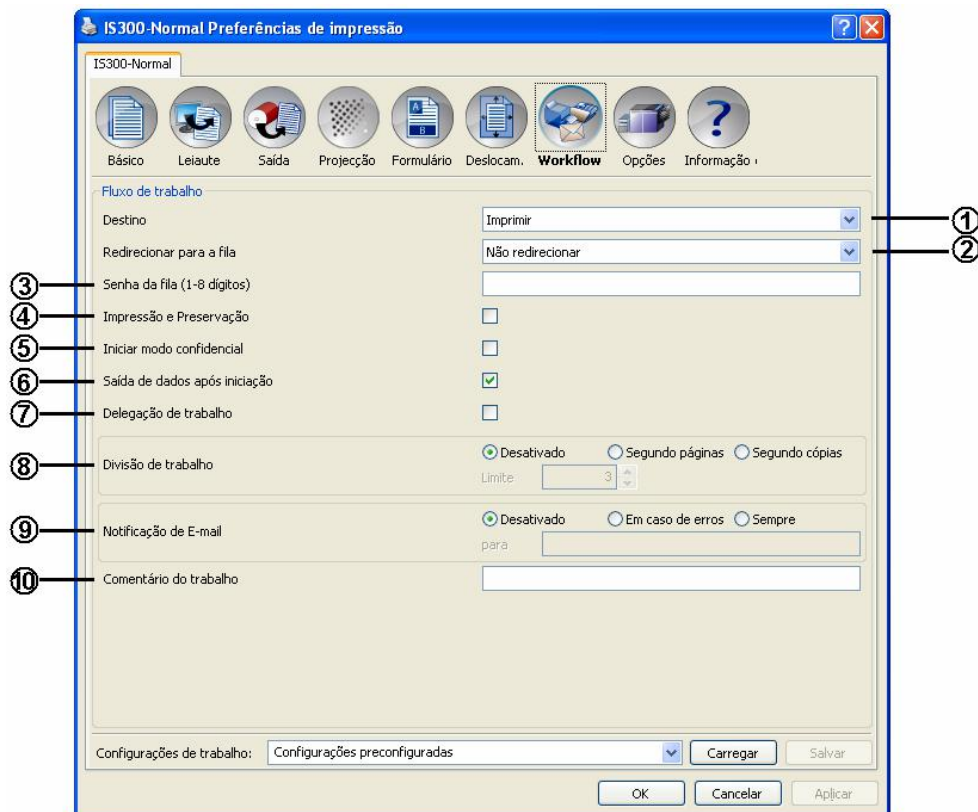 IS300-Normal Preferências de impressão
IS300-Normal
Básico Leiaute Saída Projecção Formulário Deslocam. Workflow Opções Informação
Fluxo de trabalho
Destino Imprimir ①
Redirecionar para a fila Não redirecionar ②
③ Senha da fila (1-8 dígitos)
④ Impressão e Preservação
⑤ Iniciar modo confidencial
⑥ Saída de dados após iniciação
⑦ Delegação de trabalho
⑧ Divisão de trabalho Desativado Segundo páginas Segundo cópias
Limite 3
⑨ Notificação de E-mail Desativado Em caso de erros Sempre
para
⑩ Comentário do trabalho
Configurações de trabalho: Configurações preconfiguradas Carregar Salvar
OK Cancelar Aplicar